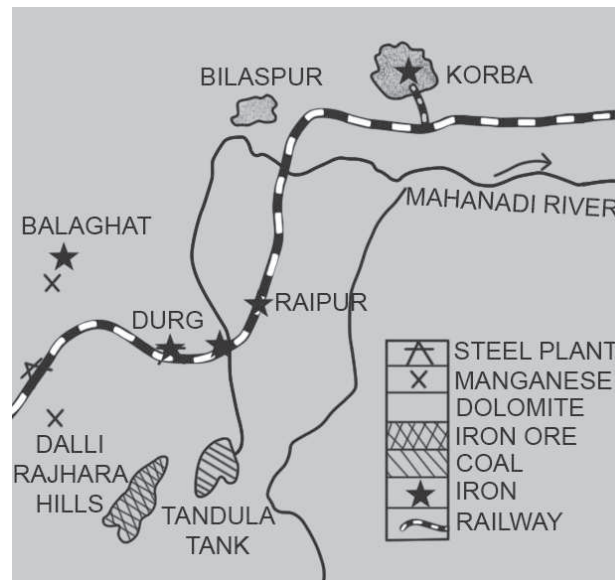 BILASPUR
KORBA
MAHANADI RIVER
BALAGHAT
RAIPUR
DURG
DALLI
RAJHARA
HILLS
TANDULA
TANK
STEEL PLANT
MANGANESE
DOLOMITE
IRON ORE
COAL
IRON
RAILWAY